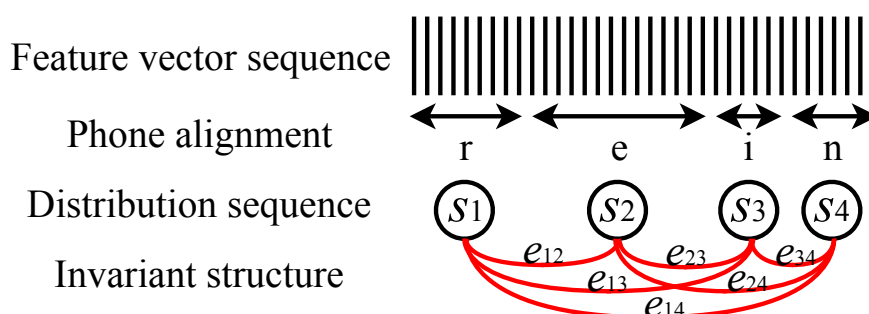 Feature vector sequence
Phone alignment
r e i n
Distribution sequence
s1 s2 s3 s4
Invariant structure
e12 e23 e34
e13 e24
e14